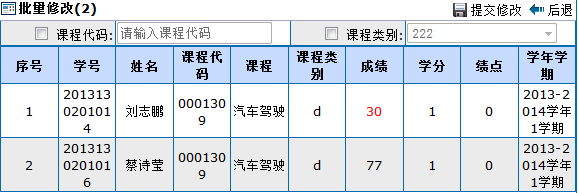 批量修改(2)
提交修改 后退
课程代码: 请输入课程代码 课程类别: 222
序号 学号 姓名 课程代码 课程 课程类别 成绩 学分 绩点 学年学期
1 2013130201014 刘志鹏 0001309 汽车驾驶 d 30 1 0 2013-2014学年1学期
2 2013130201016 蔡诗莹 0001309 汽车驾驶 d 77 1 0 2013-2014学年1学期